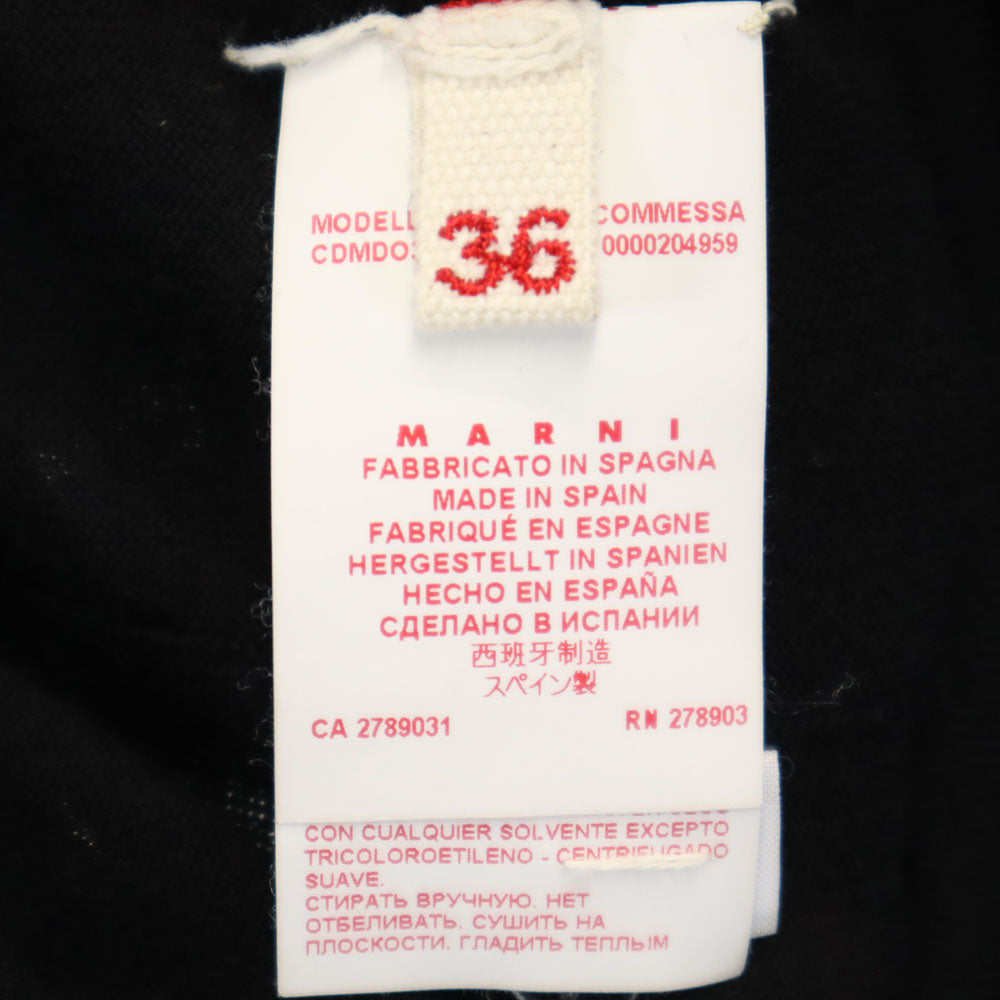 COMMESSA
0000204959
36
MARNI
FABBRICATO IN SPAGNA
MADE IN SPAIN
FABRIQUÉ EN ESPAGNE
HERGESTELLT IN SPANIEN
HECHO EN ESPAÑA
СДЕЛАНО В ИСПАНИИ
西班牙制造
スペイン製
CA 2789031 RN 278903
CON CUALQUIER SOLVENTE EXCEPTO
TRICOLOROETILENO - CENTRIFUGADO
SUAVE.
СТИРАТЬ ВРУЧНУЮ. НЕТ
ОТБЕЛИВАТЬ. СУШИТЬ НА
ПЛОСКОСТИ. ГЛАДИТЬ ТЕПЛЫМ